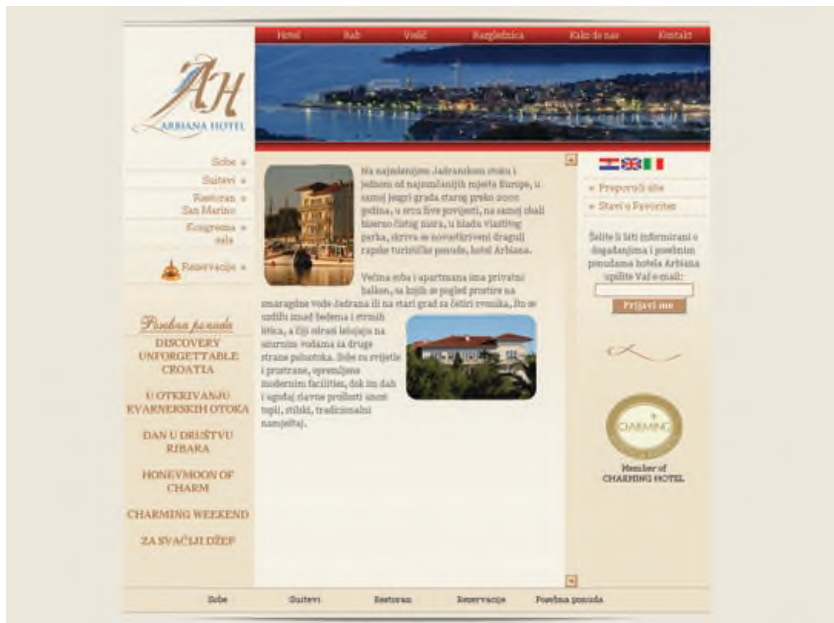 Hotel Rab Vodič Razglednica Kako do nas Kontakt
AH
ARBIANA HOTEL
Sobe »
Suitevi »
Restoran »
San Marino
Kongresna »
sala
Rezervacije »
Posebna ponuda
DISCOVERY
UNFORGETTABLE
CROATIA
U OTKRIVANJU
KVARNERSKIH OTOKA
DAN U DRUŠTVU
RIBARA
HONEYMOON OF
CHARM
CHARMING WEEKEND
ZA SVAČIJI DŽEP
Na najzelenijem Jadranskom otoku i
jednom od najsunčanijih mjesta Europe, u
samoj jezgri grada starog preko 2000
godina, u srcu žive povijesti, na samoj obali
biserno čistog mora, u hladu vlastitog
parka, skriva se novootkriveni dragulj
rapske turističke ponude, hotel Arbiana.
Većina soba i apartmana ima privatni
balkon, sa kojih se pogled prostire na
smaragdne vode Jadrana ili na stari grad sa četiri zvonika, što se
uzdižu iznad bedema i strmih
litica, a čiji odrazi lelujaju na
azurnim vodama sa druge
strane poluotoka. Sobe su svijetle
i prostrane, opremljene
modernim facilities, dok im dah
i ugođaj slavne prošlosti unosi
topli, stilski, tradicionalni
namještaj.
» Preporuči site
» Stavi u Favorites
Želite li biti informirani o
događanjima i posebnim
ponudama hotela Arbiana
upišite Vaš e-mail:
Prijavi me
CHARMING
Member of
CHARMING HOTEL
Sobe Suitevi Restoran Rezervacije Posebna ponuda